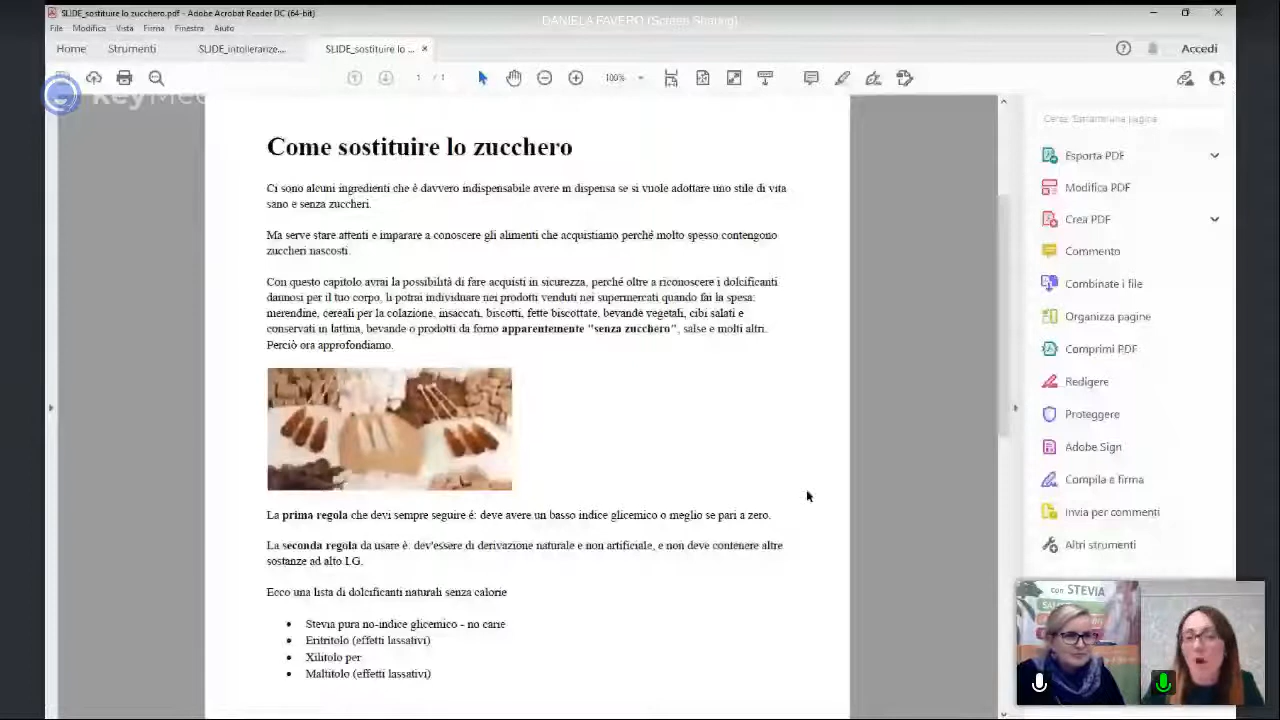 SLIDE_sostituire lo zucchero.pdf - Adobe Acrobat Reader DC (64-bit)
DANIELA FAVERO (Screen Sharing)
File Modifica Vista Firma Finestra Aiuto
Home Strumenti SLIDE_intolleranze... SLIDE_sostituire lo ... Accedi
1 / 1 100%
Come sostituire lo zucchero
Ci sono alcuni ingredienti che è davvero indispensabile avere in dispensa se si vuole adottare uno stile di vita
sano e senza zuccheri.
Ma serve stare attenti e imparare a conoscere gli alimenti che acquistiamo perché molto spesso contengono
zuccheri nascosti.
Con questo capitolo avrai la possibilità di fare acquisti in sicurezza, perché oltre a riconoscere i dolcificanti
dannosi per il tuo corpo, li potrai individuare nei prodotti venduti nei supermercati quando fai la spesa:
merendine, cereali per la colazione, insaccati, biscotti, fette biscottate, bevande vegetali, cibi salati e
conservati in lattina, bevande o prodotti da forno apparentemente "senza zucchero", salse e molti altri.
Perciò ora approfondiamo.
La prima regola che devi sempre seguire é: deve avere un basso indice glicemico o meglio se pari a zero.
La seconda regola da usare è: dev'essere di derivazione naturale e non artificiale, e non deve contenere altre
sostanze ad alto I.G.
Ecco una lista di dolcificanti naturali senza calorie
• Stevia pura no-indice glicemico - no carie
• Eritritolo (effetti lassativi)
• Xilitolo per
• Maltitolo (effetti lassativi)
Esporta PDF
Modifica PDF
Crea PDF
Commento
Combinate i file
Organizza pagine
Comprimi PDF
Redigere
Proteggere
Adobe Sign
Compila e firma
Invia per commenti
Altri strumenti
con STEVIA